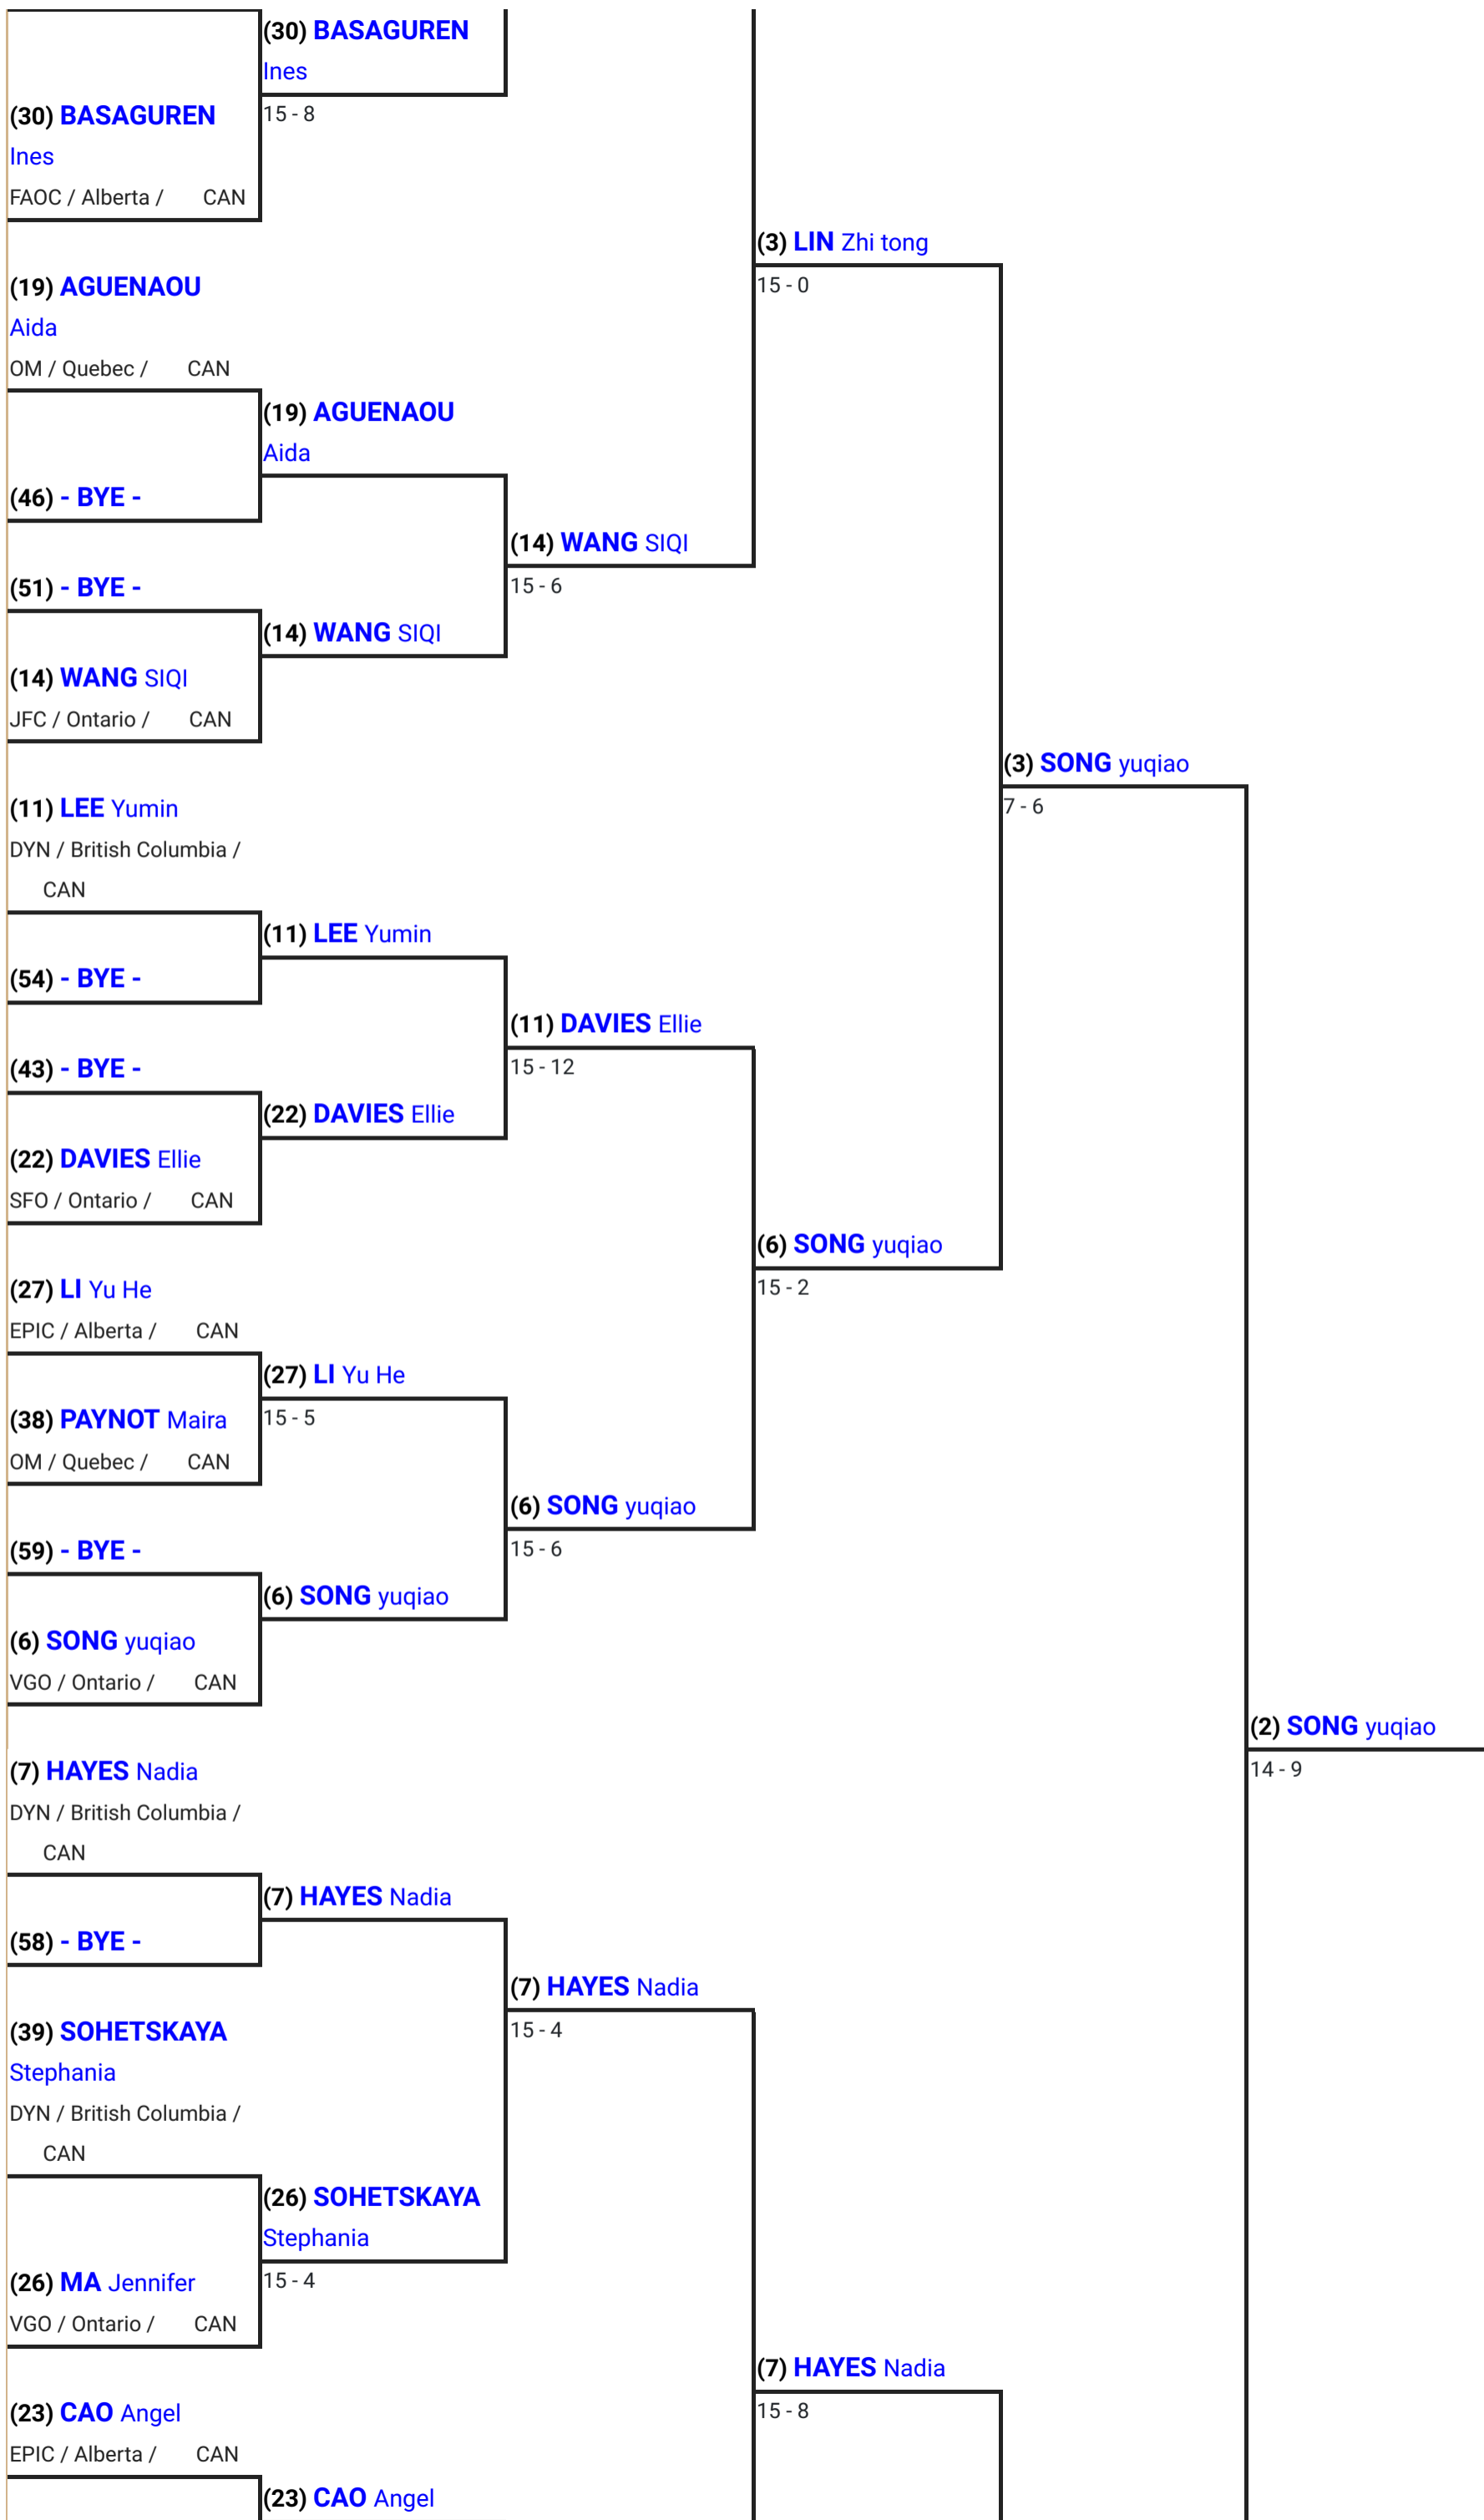 (30) BASAGUREN
Ines
15 - 8
(30) BASAGUREN
Ines
FAOC / Alberta / CAN
(3) LIN Zhi tong
15 - 0
(19) AGUENAOU
Aida
OM / Quebec / CAN
(19) AGUENAOU
Aida
(46) - BYE -
(14) WANG SIQI
15 - 6
(51) - BYE -
(14) WANG SIQI
(14) WANG SIQI
JFC / Ontario / CAN
(3) SONG yuqiao
7 - 6
(11) LEE Yumin
DYN / British Columbia /
CAN
(11) LEE Yumin
(54) - BYE -
(11) DAVIES Ellie
15 - 12
(43) - BYE -
(22) DAVIES Ellie
(22) DAVIES Ellie
SFO / Ontario / CAN
(6) SONG yuqiao
15 - 2
(27) LI Yu He
EPIC / Alberta / CAN
(27) LI Yu He
15 - 5
(38) PAYNOT Maira
OM / Quebec / CAN
(6) SONG yuqiao
15 - 6
(59) - BYE -
(6) SONG yuqiao
(6) SONG yuqiao
VGO / Ontario / CAN
(2) SONG yuqiao
14 - 9
(7) HAYES Nadia
DYN / British Columbia /
CAN
(7) HAYES Nadia
(58) - BYE -
(7) HAYES Nadia
15 - 4
(39) SOHETSKAYA
Stephania
DYN / British Columbia /
CAN
(26) SOHETSKAYA
Stephania
15 - 4
(26) MA Jennifer
VGO / Ontario / CAN
(7) HAYES Nadia
15 - 8
(23) CAO Angel
EPIC / Alberta / CAN
(23) CAO Angel